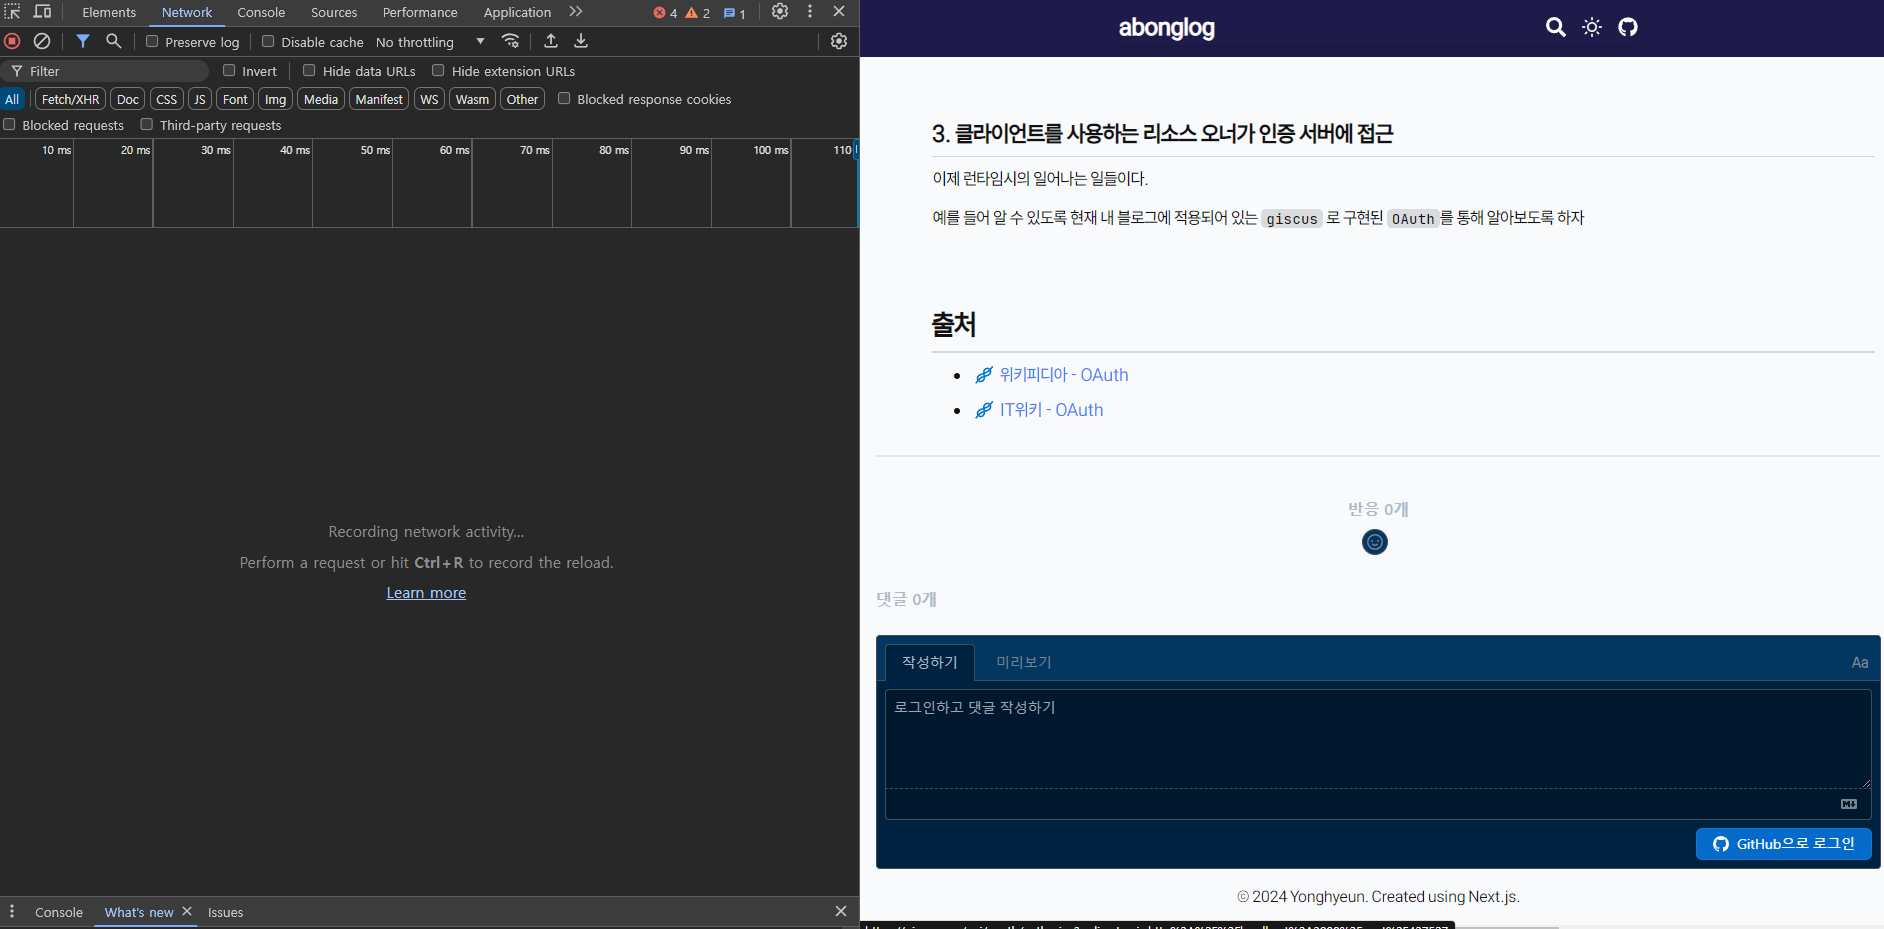 Elements Network Console Sources Performance Application 4 2 1
Preserve log Disable cache No throttling
Filter Invert Hide data URLs Hide extension URLs
All Fetch/XHR Doc CSS JS Font Img Media Manifest WS Wasm Other Blocked response cookies
Blocked requests Third-party requests
10 ms 20 ms 30 ms 40 ms 50 ms 60 ms 70 ms 80 ms 90 ms 100 ms 110
Recording network activity...
Perform a request or hit Ctrl + R to record the reload.
Learn more
Console What's new Issues
abonglog
3. 클라이언트를 사용하는 리소스 오너가 인증 서버에 접근
이제 런타임시의 일어나는 일들이다.
예를 들어 알 수 있도록 현재 내 블로그에 적용되어 있는 giscus 로 구현된 OAuth를 통해 알아보도록 하자
출처
위키피디아 - OAuth
IT위키 - OAuth
반응 0개
댓글 0개
작성하기 미리보기 Aa
로그인하고 댓글 작성하기
GitHub으로 로그인
© 2024 Yonghyeun. Created using Next.js.